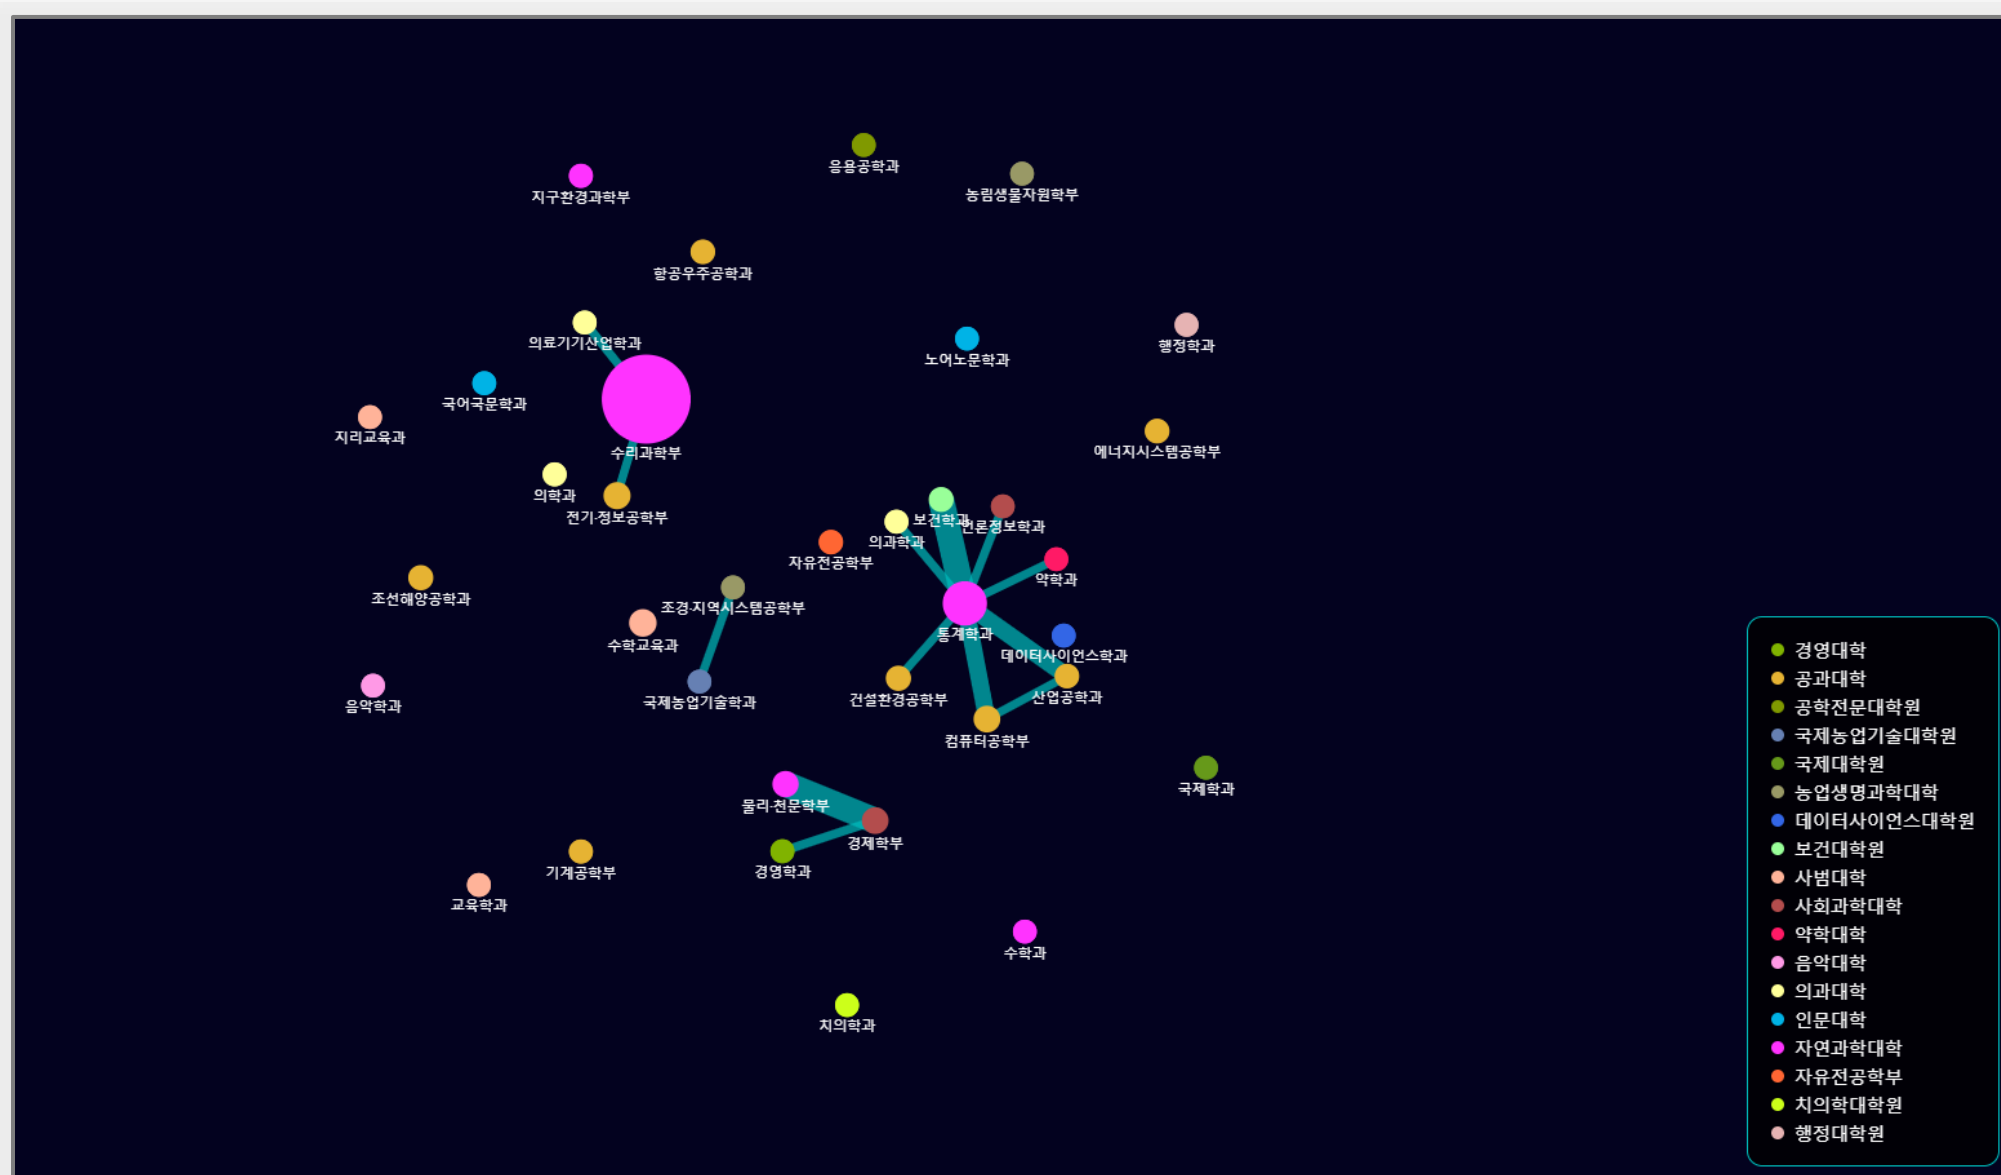 응용공학과
농림생물자원학부
지구환경과학부
항공우주공학과
의료기기산업학과
노어노문학과
행정학과
국어국문학과
지리교육과
수리과학부
에너지시스템공학부
의학과
전기·정보공학부
보건학과
언론정보학과
의과학과
자유전공학부
약학과
조선해양공학과
조경·지역시스템공학부
통계학과
수학교육과
데이터사이언스학과
국제농업기술학과
건설환경공학부
산업공학과
음악학과
컴퓨터공학부
국제학과
물리·천문학부
경제학부
경영학과
기계공학부
교육학과
수학과
치의학과
경영대학
공과대학
공학전문대학원
국제농업기술대학원
국제대학원
농업생명과학대학
데이터사이언스대학원
보건대학원
사범대학
사회과학대학
약학대학
음악대학
의과대학
인문대학
자연과학대학
자유전공학부
치의학대학원
행정대학원